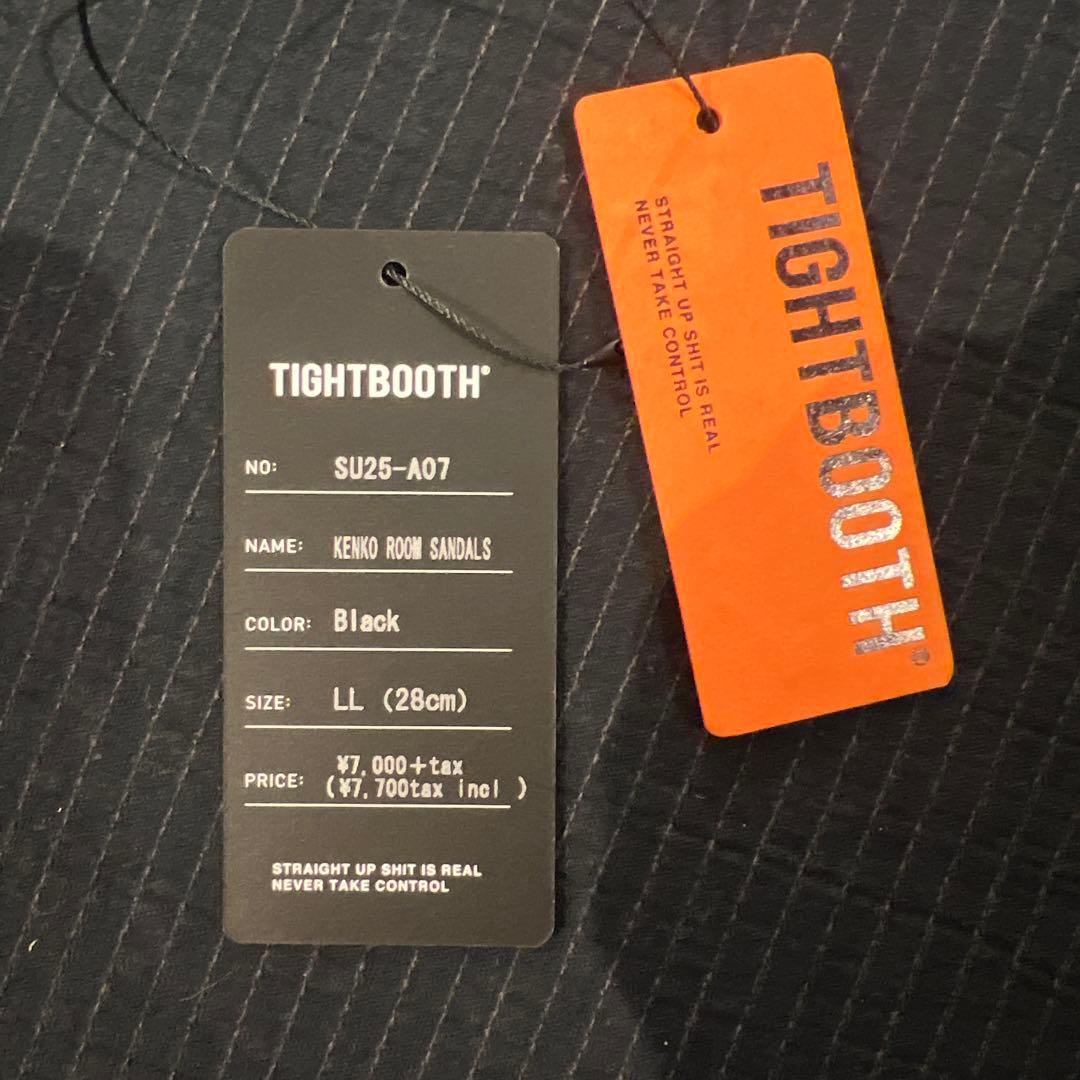 TIGHTBOOTH®
NO: SU25-A07
NAME: KENKO ROOM SANDALS
COLOR: Black
SIZE: LL (28cm)
PRICE: ¥7,000+tax
(¥7,700tax incl )
STRAIGHT UP SHIT IS REAL
NEVER TAKE CONTROL
TIGHTBOOTH®
STRAIGHT UP SHIT IS REAL
NEVER TAKE CONTROL